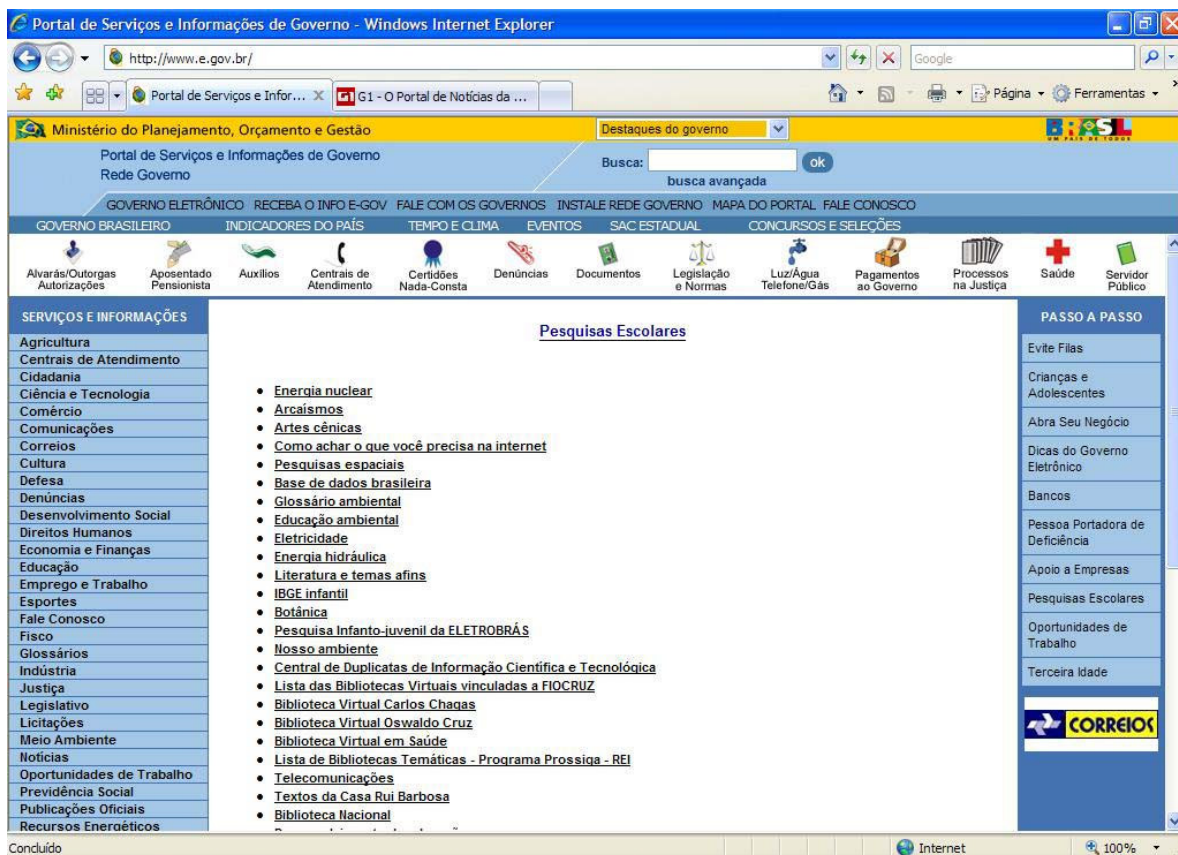 Portal de Serviços e Informações de Governo - Windows Internet Explorer
http://www.e.gov.br/
Google
Portal de Serviços e Infor...
G1 - O Portal de Notícias da ...
Página
Ferramentas
Ministério do Planejamento, Orçamento e Gestão
Destaques do governo
BRASIL
UM PAÍS DE TODOS
Portal de Serviços e Informações de Governo
Rede Governo
Busca:
ok
busca avançada
GOVERNO ELETRÔNICO RECEBA O INFO E-GOV FALE COM OS GOVERNOS INSTALE REDE GOVERNO MAPA DO PORTAL FALE CONOSCO
GOVERNO BRASILEIRO INDICADORES DO PAÍS TEMPO E CLIMA EVENTOS SAC ESTADUAL CONCURSOS E SELEÇÕES
Alvarás/Outorgas
Autorizações
Aposentado
Pensionista
Auxílios
Centrais de
Atendimento
Certidões
Nada-Consta
Denúncias
Documentos
Legislação
e Normas
Luz/Água
Telefone/Gás
Pagamentos
ao Governo
Processos
na Justiça
Saúde
Servidor
Público
SERVIÇOS E INFORMAÇÕES
Agricultura
Centrais de Atendimento
Cidadania
Ciência e Tecnologia
Comércio
Comunicações
Correios
Cultura
Defesa
Denúncias
Desenvolvimento Social
Direitos Humanos
Economia e Finanças
Educação
Emprego e Trabalho
Esportes
Fale Conosco
Fisco
Glossários
Indústria
Justiça
Legislativo
Licitações
Meio Ambiente
Notícias
Oportunidades de Trabalho
Previdência Social
Publicações Oficiais
Recursos Energéticos
Pesquisas Escolares
Energia nuclear
Arcaísmos
Artes cênicas
Como achar o que você precisa na internet
Pesquisas espaciais
Base de dados brasileira
Glossário ambiental
Educação ambiental
Eletricidade
Energia hidráulica
Literatura e temas afins
IBGE infantil
Botânica
Pesquisa Infanto-juvenil da ELETROBRÁS
Nosso ambiente
Central de Duplicatas de Informação Científica e Tecnológica
Lista das Bibliotecas Virtuais vinculadas a FIOCRUZ
Biblioteca Virtual Carlos Chagas
Biblioteca Virtual Oswaldo Cruz
Biblioteca Virtual em Saúde
Lista de Bibliotecas Temáticas - Programa Prossiga - REI
Telecomunicações
Textos da Casa Rui Barbosa
Biblioteca Nacional
PASSO A PASSO
Evite Filas
Crianças e
Adolescentes
Abra Seu Negócio
Dicas do Governo
Eletrônico
Bancos
Pessoa Portadora de
Deficiência
Apoio a Empresas
Pesquisas Escolares
Oportunidades de
Trabalho
Terceira Idade
CORREIOS
Concluído
Internet
100%